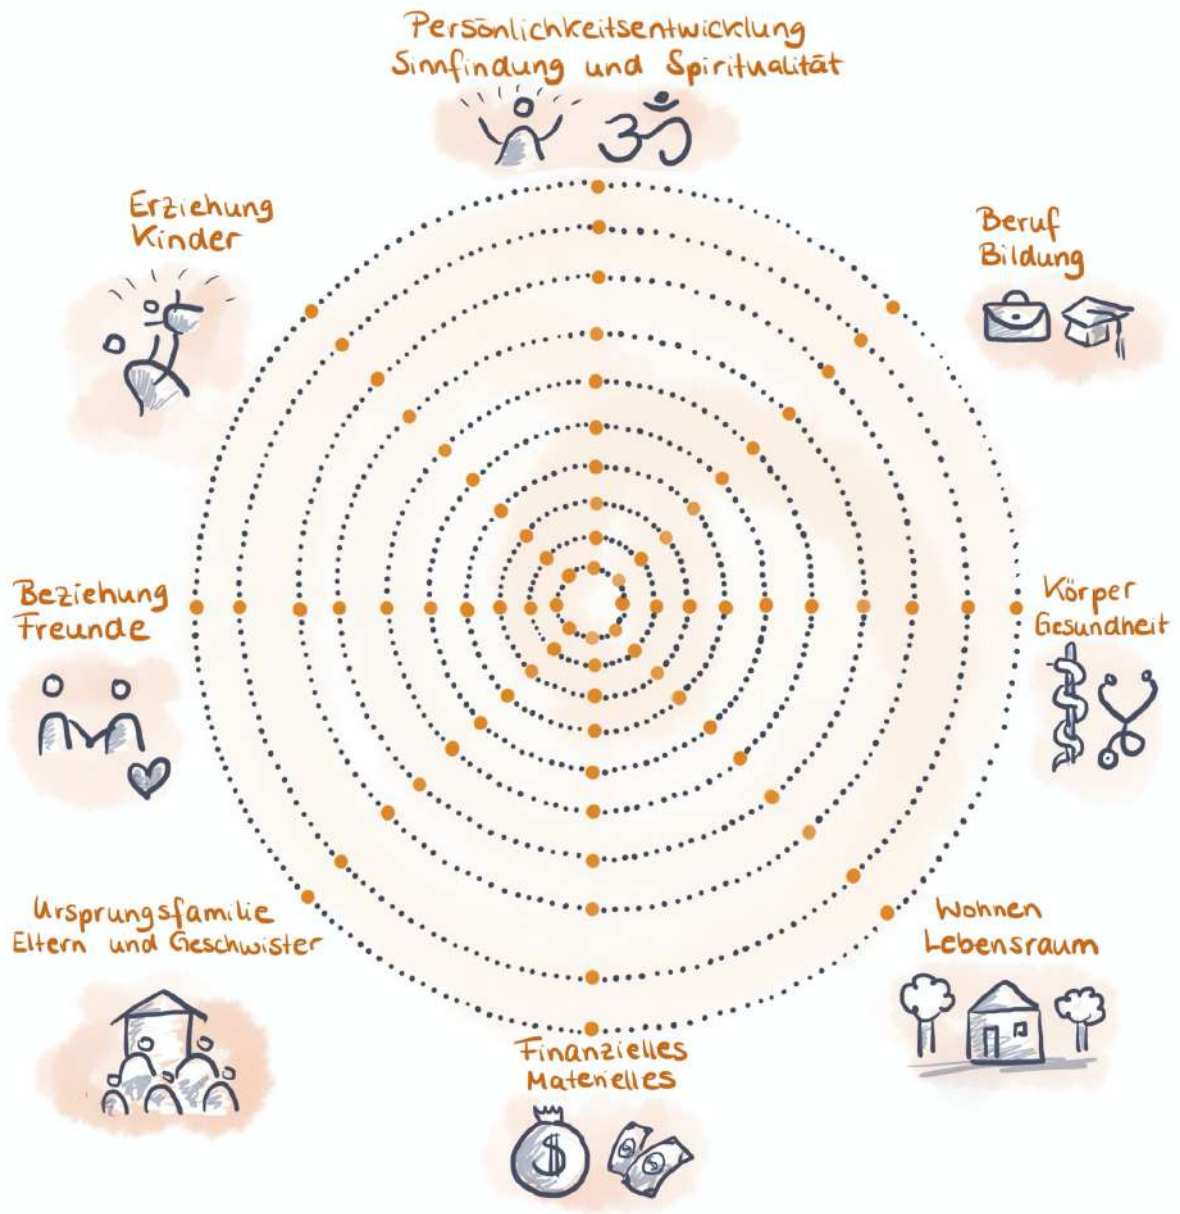 Persönlichkeitsentwicklung
Sinnfindung und Spiritualität
Erziehung
Kinder
Beruf
Bildung
Beziehung
Freunde
Körper
Gesundheit
Ursprungsfamilie
Eltern und Geschwister
Wohnen
Lebensraum
Finanzielles
Materielles